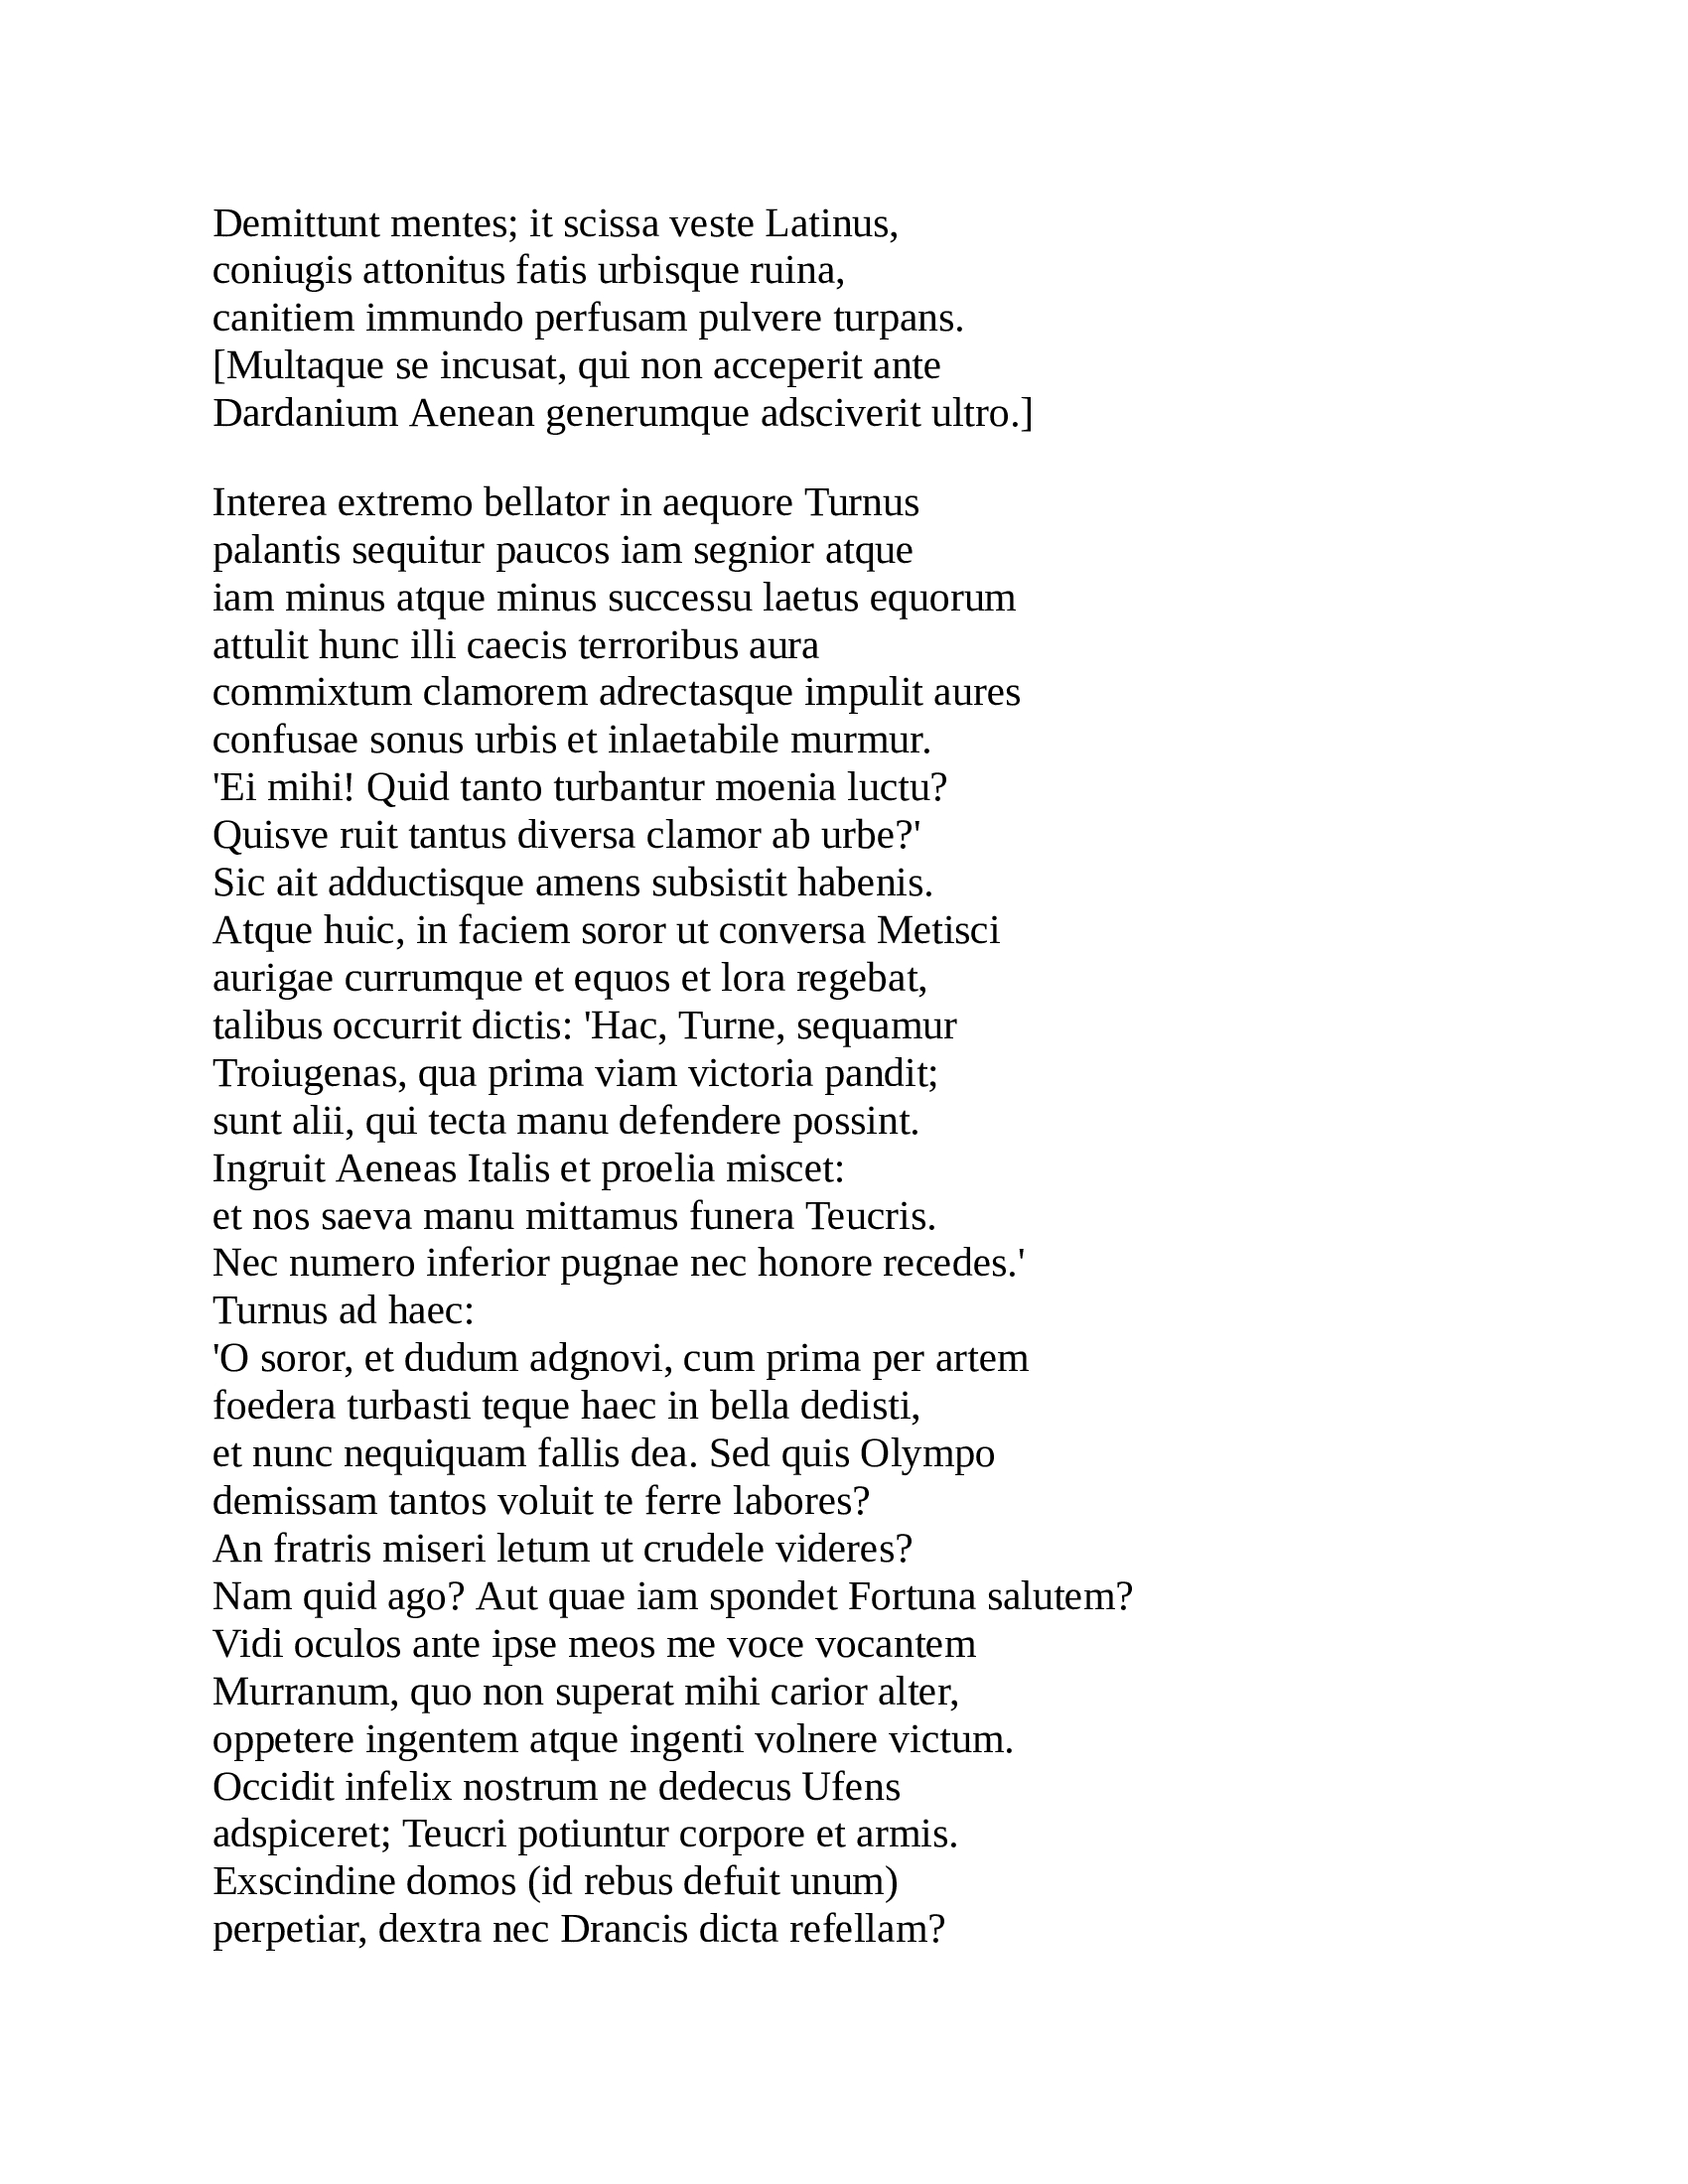 Demittunt mentes; it scissa veste Latinus,
coniugis attonitus fatis urbisque ruina,
canitiem immundo perfusam pulvere turpans.
[Multaque se incusat, qui non acceperit ante
Dardanium Aenean generumque adsciverit ultro.]

Interea extremo bellator in aequore Turnus
palantis sequitur paucos iam segnior atque
iam minus atque minus successu laetus equorum
attulit hunc illi caecis terroribus aura
commixtum clamorem adrectasque impulit aures
confusae sonus urbis et inlaetabile murmur.
'Ei mihi! Quid tanto turbantur moenia luctu?
Quisve ruit tantus diversa clamor ab urbe?'
Sic ait adductisque amens subsistit habenis.
Atque huic, in faciem soror ut conversa Metisci
aurigae currumque et equos et lora regebat,
talibus occurrit dictis: 'Hac, Turne, sequamur
Troiugenas, qua prima viam victoria pandit;
sunt alii, qui tecta manu defendere possint.
Ingruit Aeneas Italis et proelia miscet:
et nos saeva manu mittamus funera Teucris.
Nec numero inferior pugnae nec honore recedes.'
Turnus ad haec:
'O soror, et dudum adgnovi, cum prima per artem
foedera turbasti teque haec in bella dedisti,
et nunc nequiquam fallis dea. Sed quis Olympo
demissam tantos voluit te ferre labores?
An fratris miseri letum ut crudele videres?
Nam quid ago? Aut quae iam spondet Fortuna salutem?
Vidi oculos ante ipse meos me voce vocantem
Murranum, quo non superat mihi carior alter,
oppetere ingentem atque ingenti volnere victum.
Occidit infelix nostrum ne dedecus Ufens
adspiceret; Teucri potiuntur corpore et armis.
Exscindine domos (id rebus defuit unum)
perpetiar, dextra nec Drancis dicta refellam?